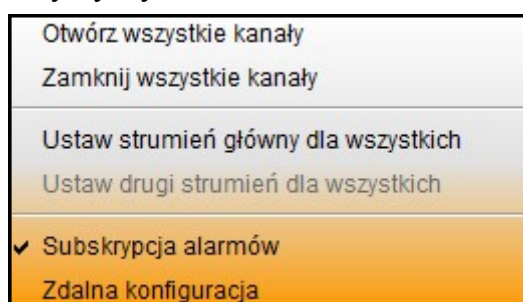 Otwórz wszystkie kanały
Zamknij wszystkie kanały
Ustaw strumień główny dla wszystkich
Ustaw drugi strumień dla wszystkich
✔ Subskrypcja alarmów
Zdalna konfiguracja